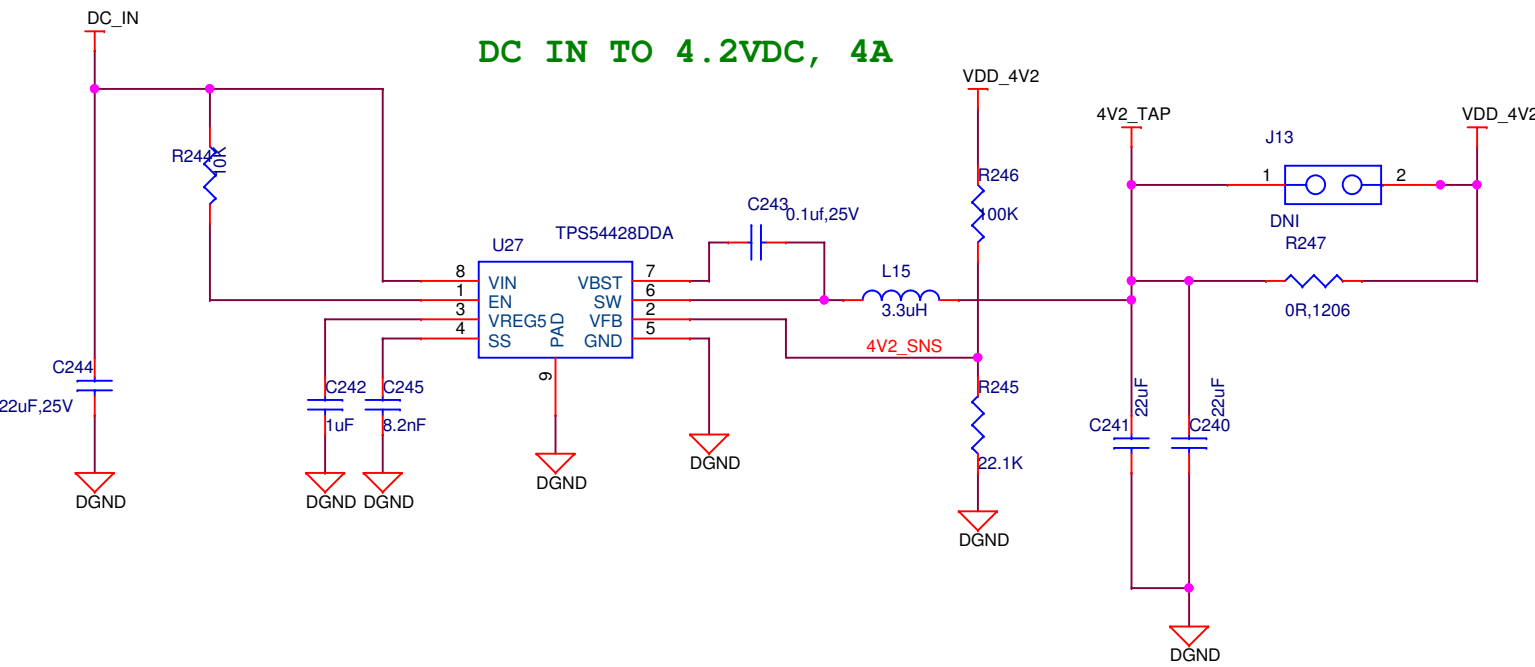 DC_IN
DC IN TO 4.2VDC, 4A
VDD_4V2
4V2_TAP
VDD_4V2
J13
1
2
DNI
R247
0R,1206
R244
10K
R246
100K
C243
0.1uf,25V
TPS54428DDA
U27
L15
3.3uH
8
VIN
VBST
7
1
EN
SW
6
3
VREG5
VFB
2
4
SS
PAD
GND
5
9
4V2_SNS
C244
22uF,25V
C242
1uF
C245
8.2nF
R245
22.1K
C241
22uF
C240
22uF
DGND
DGND
DGND
DGND
DGND
DGND
DGND